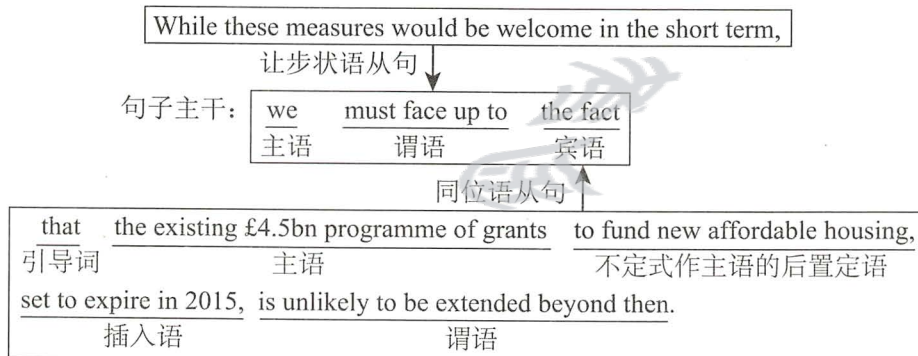 While these measures would be welcome in the short term,
让步状语从句
句子主干：
we must face up to the fact
主语 谓语 宾语
同位语从句
that the existing £4.5bn programme of grants to fund new affordable housing,
引导词 主语 不定式作主语的后置定语
set to expire in 2015, is unlikely to be extended beyond then.
插入语 谓语